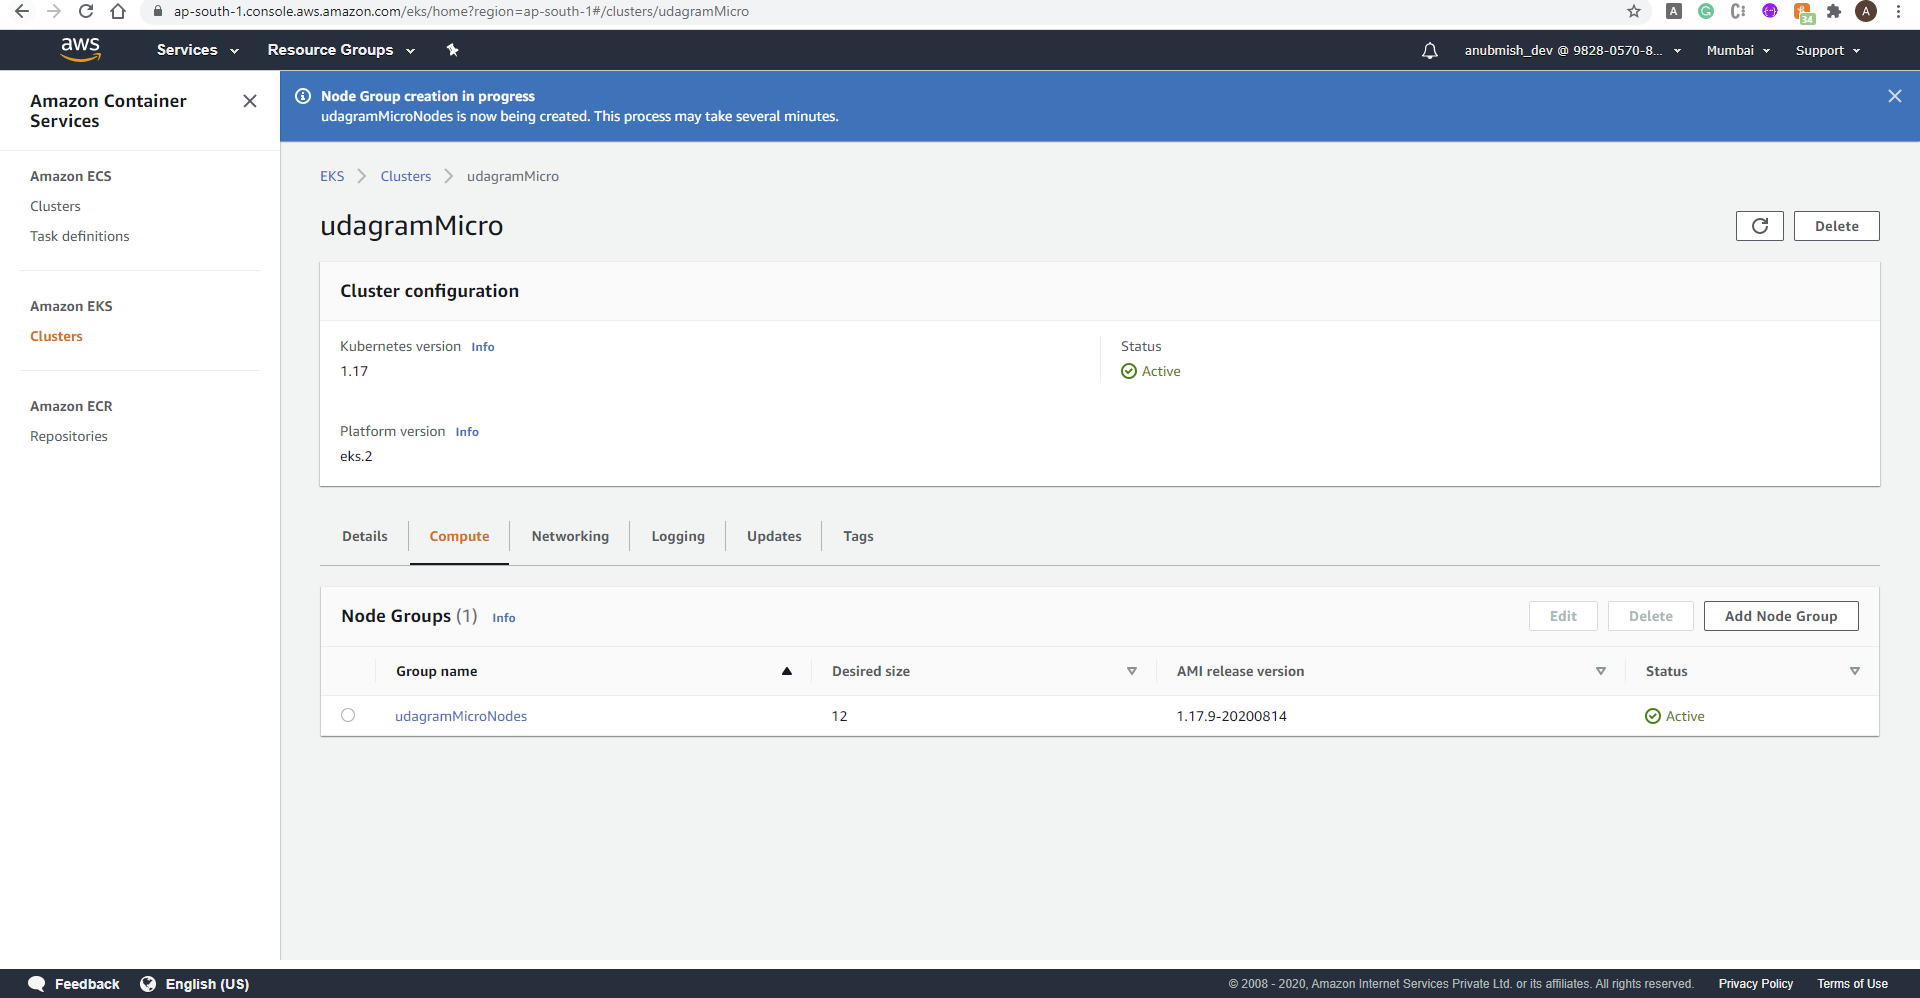 ap-south-1.console.aws.amazon.com/eks/home?region=ap-south-1#/clusters/udagramMicro
A
34
A
aws
Services
Resource Groups
anubmish_dev @ 9828-0570-8...
Mumbai
Support
Amazon Container
Services
Node Group creation in progress
udagramMicroNodes is now being created. This process may take several minutes.
Amazon ECS
Clusters
Task definitions
Amazon EKS
Clusters
Amazon ECR
Repositories
EKS
Clusters
udagramMicro
udagramMicro
Delete
Cluster configuration
Kubernetes version Info
1.17
Status
Active
Platform version Info
eks.2
Details
Compute
Networking
Logging
Updates
Tags
Node Groups (1) Info
Edit
Delete
Add Node Group
Group name
Desired size
AMI release version
Status
udagramMicroNodes
12
1.17.9-20200814
Active
Feedback
English (US)
© 2008 - 2020, Amazon Internet Services Private Ltd. or its affiliates. All rights reserved.
Privacy Policy
Terms of Use